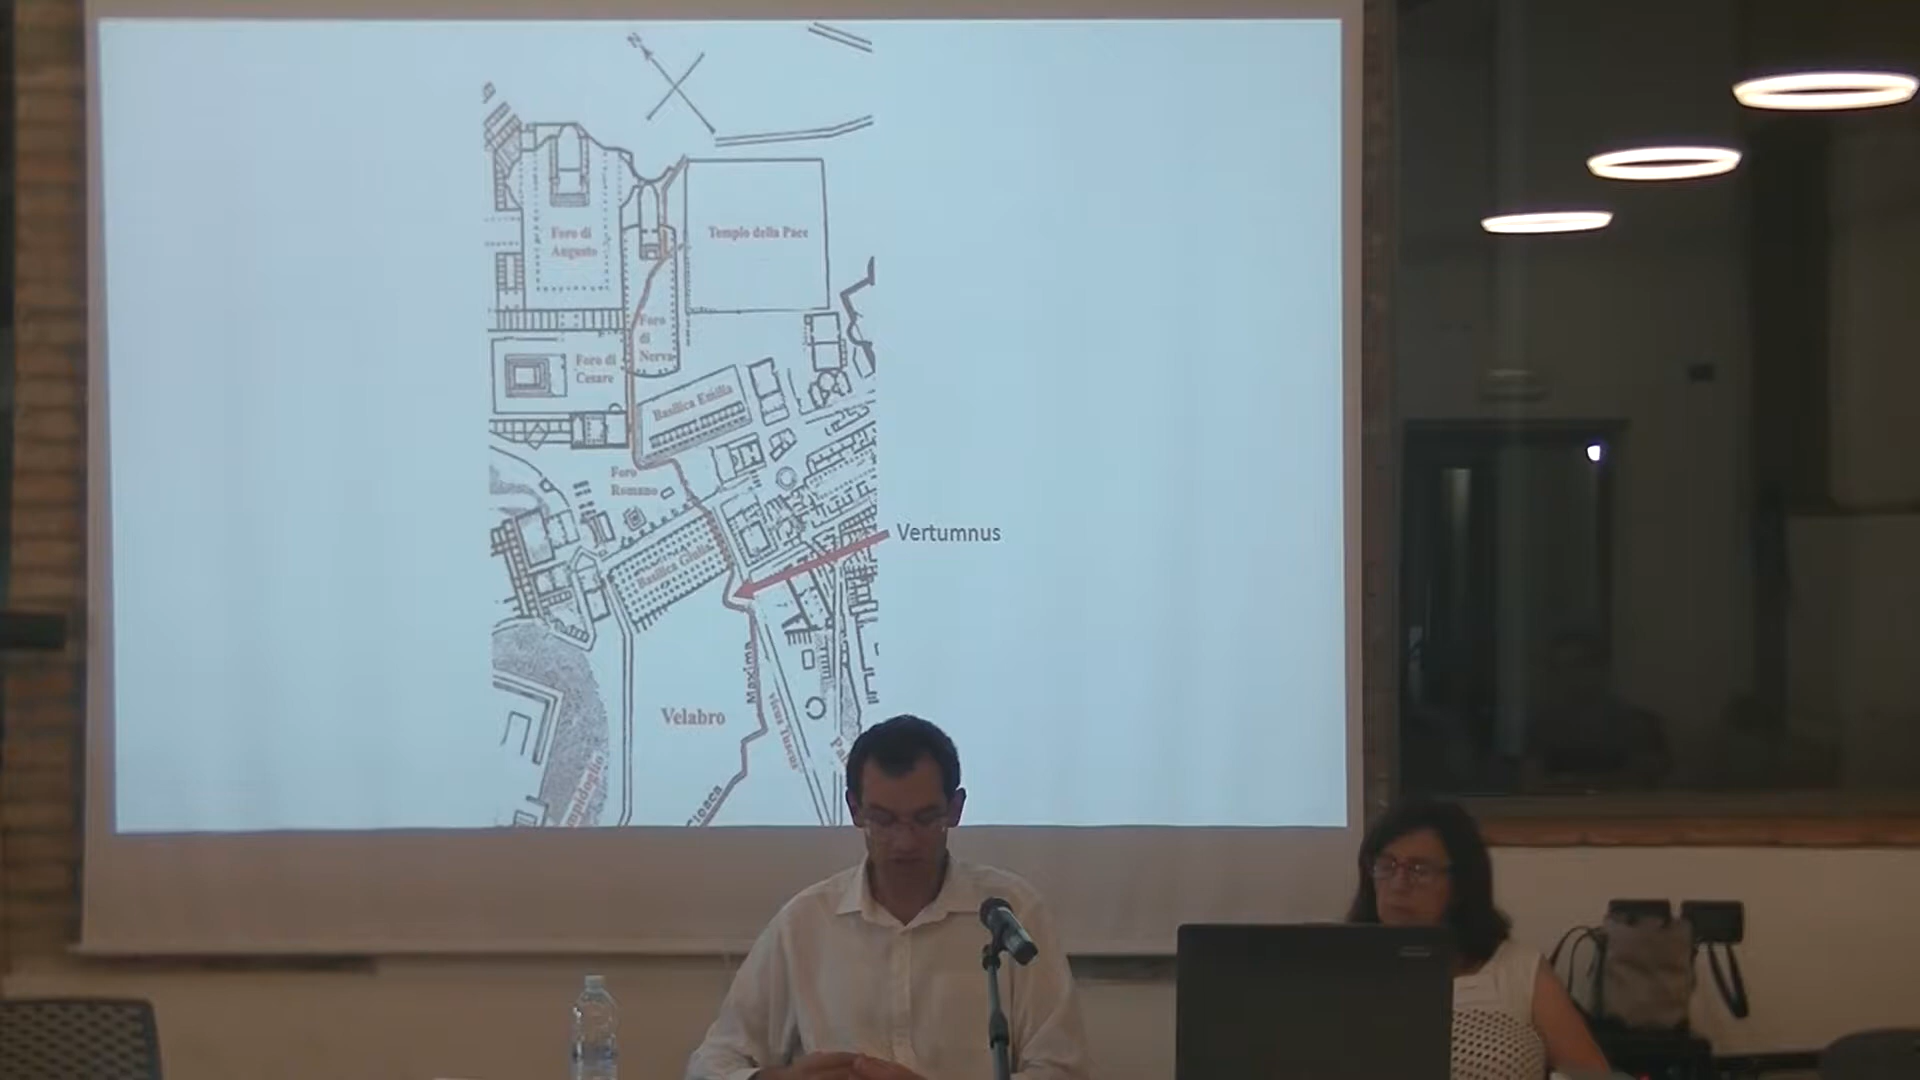 N
Foro di
Augusto
Templo della Pace
Foro
di
Nerva
Foro di
Cesare
Basilica Emilia
Foro
Romano
Vertumnus
Basilica Giulia
Maxima
Velabro
vicus Tuscus
Cloaca